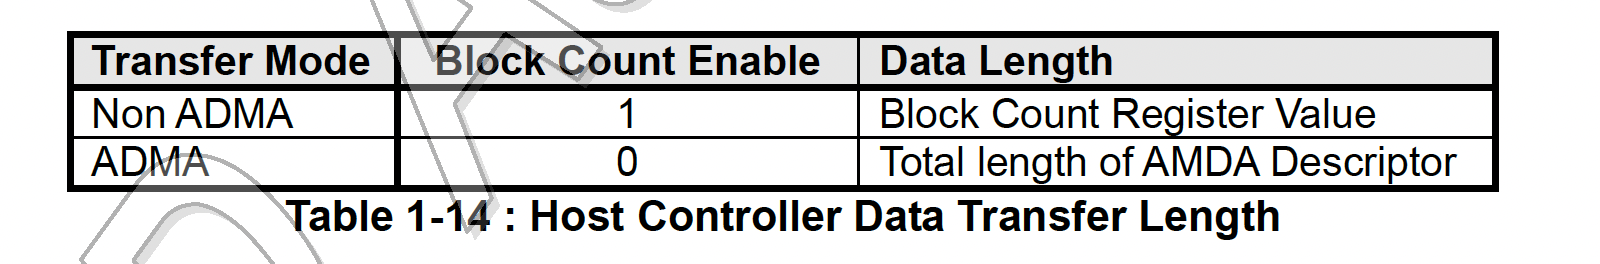 Transfer Mode Block Count Enable Data Length
Non ADMA 1 Block Count Register Value
ADMA 0 Total length of AMDA Descriptor
Table 1-14 : Host Controller Data Transfer Length